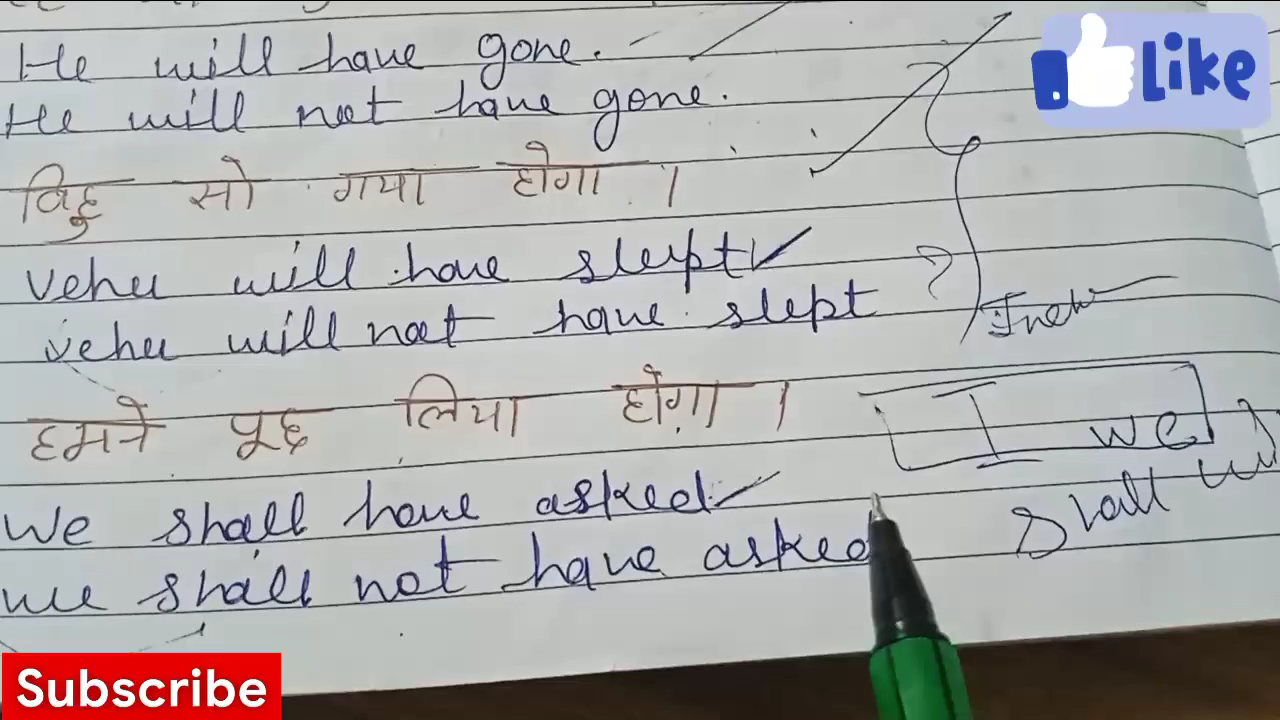 He will have gone.
He will not have gone.
विहु सो गया होगा ।
Vehu will have slept
vehu will not have slept
हमने पूछ लिया होगा ।
I we
We shall have asked
shall
we shall not have asked
Like
Subscribe